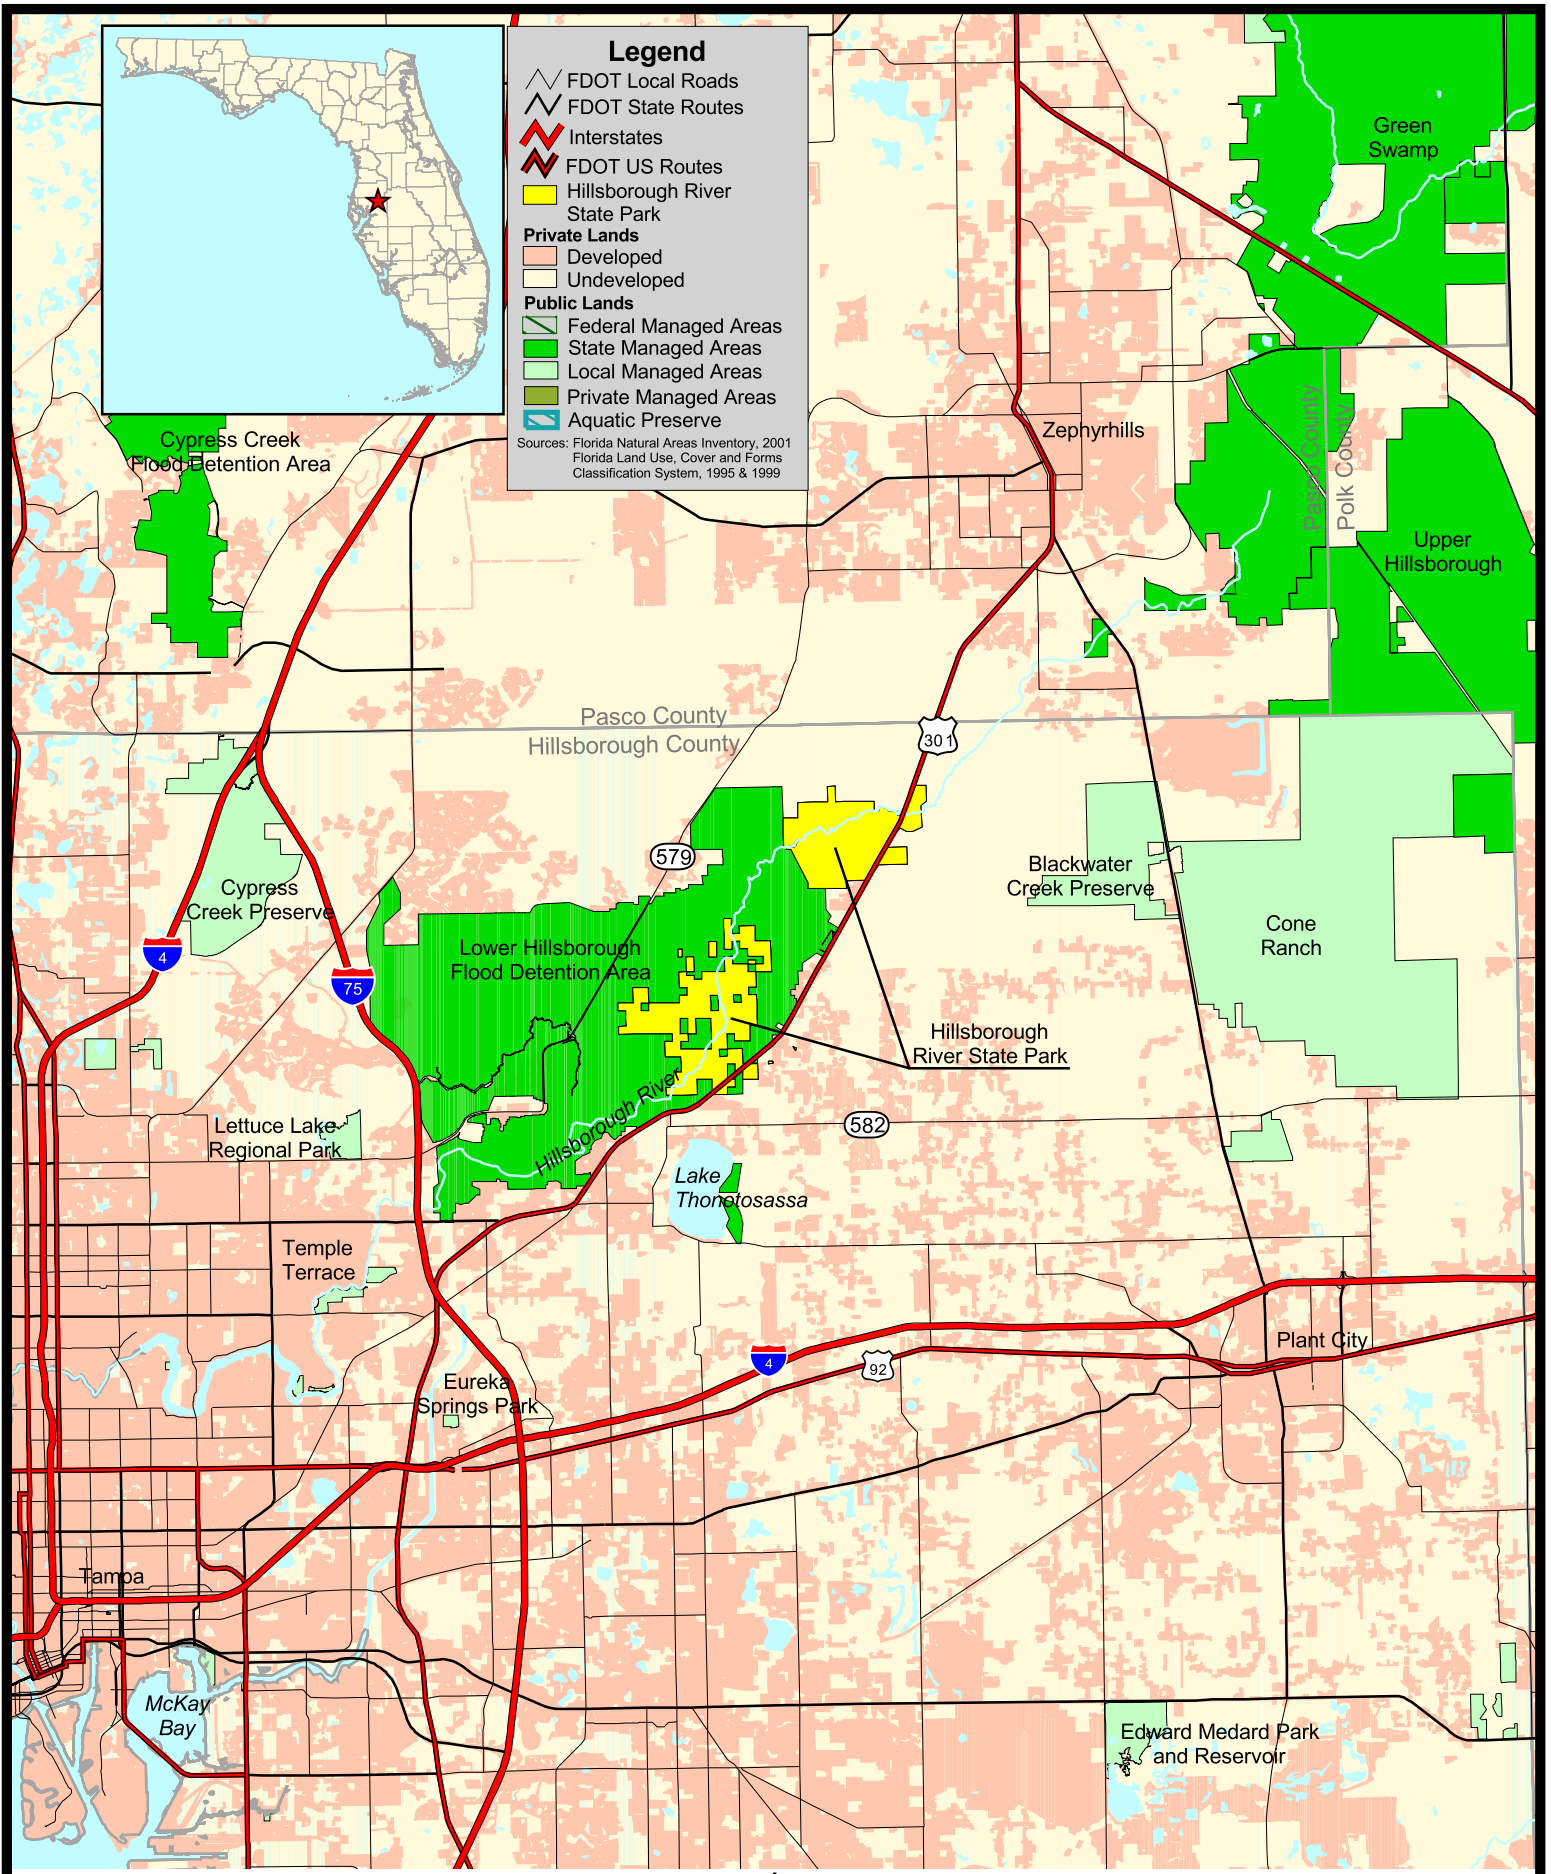 Legend
FDOT Local Roads
FDOT State Routes
Interstates
FDOT US Routes
Hillsborough River
State Park
Private Lands
Developed
Undeveloped
Public Lands
Federal Managed Areas
State Managed Areas
Local Managed Areas
Private Managed Areas
Aquatic Preserve
Sources: Florida Natural Areas Inventory, 2001
Florida Land Use, Cover and Forms
Classification System, 1995 & 1999
Green
Swamp
Cypress Creek
Flood Detention Area
Zephyrhills
Pasco County
Polk County
Upper
Hillsborough
Pasco County
Hillsborough County
301
579
Blackwater
Creek Preserve
Cypress
Creek Preserve
Cone
Ranch
Lower Hillsborough
Flood Detention Area
4
75
Hillsborough
River State Park
Hillsborough River
Lettuce Lake
Regional Park
582
Lake
Thonotosassa
Temple
Terrace
Plant City
4
92
Eureka
Springs Park
Tampa
McKay
Bay
Edward Medard Park
and Reservoir